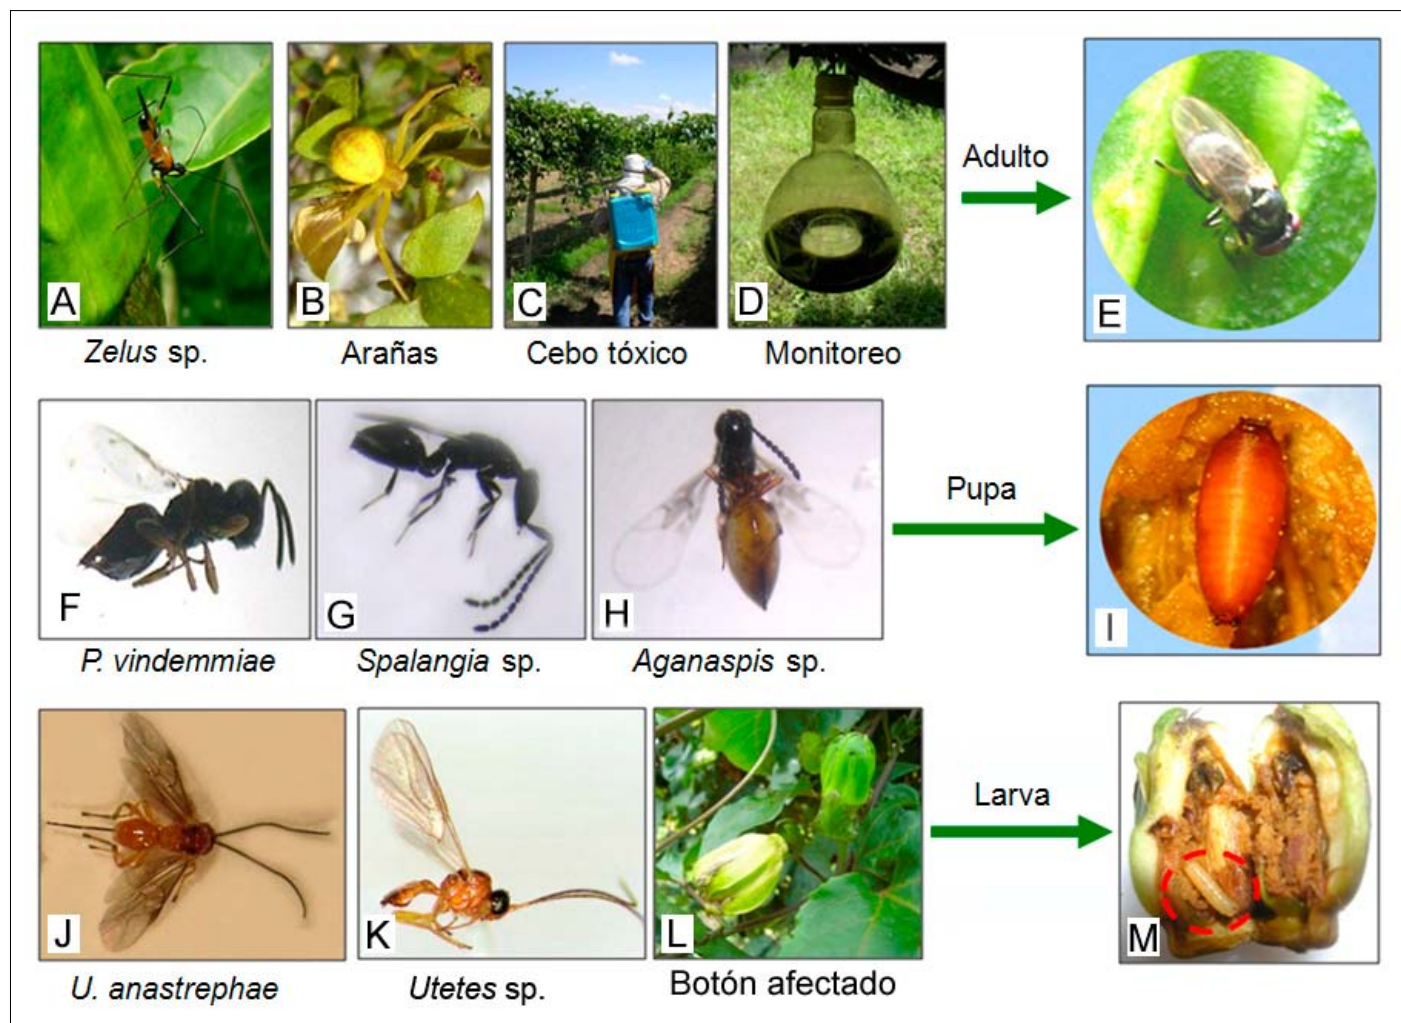 A
B
C
D
Adulto
E
Zelus sp.
Arañas
Cebo tóxico
Monitoreo
F
G
H
Pupa
I
P. vindemmiae
Spalangia sp.
Aganaspis sp.
J
K
L
Larva
M
U. anastrephae
Utetes sp.
Botón afectado